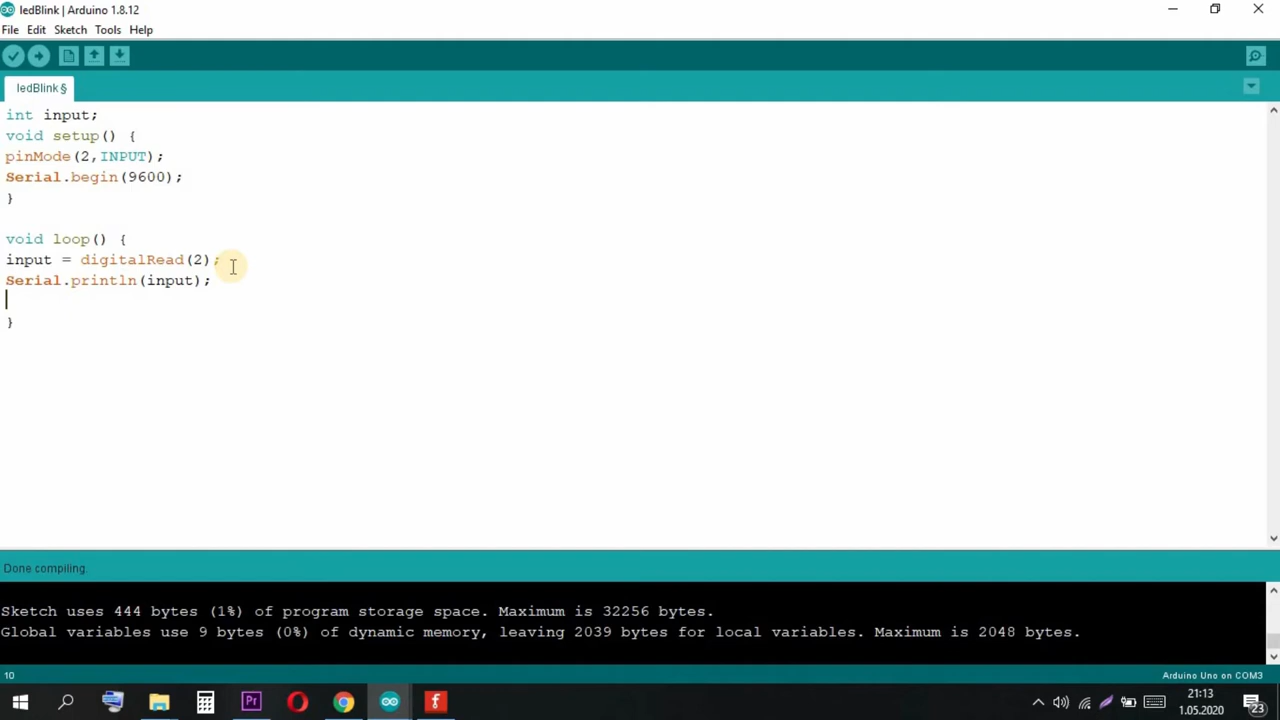 ledBlink | Arduino 1.8.12
File Edit Sketch Tools Help
ledBlink §
int input;
void setup() {
pinMode(2,INPUT);
Serial.begin(9600);
}
void loop() {
input = digitalRead(2);
Serial.println(input);
}
Done compiling.
Sketch uses 444 bytes (1%) of program storage space. Maximum is 32256 bytes.
Global variables use 9 bytes (0%) of dynamic memory, leaving 2039 bytes for local variables. Maximum is 2048 bytes.
10
Arduino Uno on COM3
Pr
21:13
1.05.2020
23